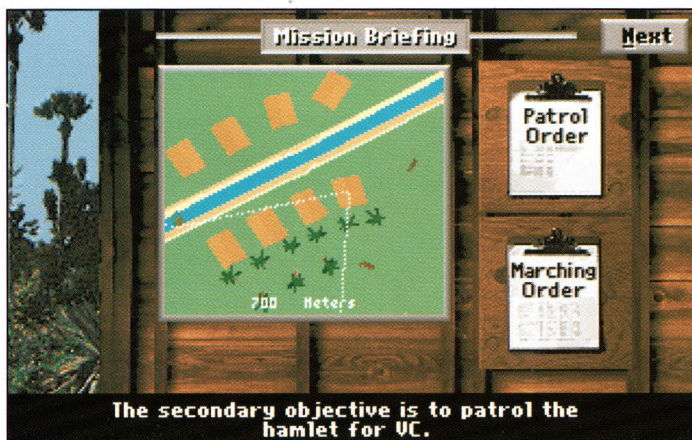 Mission Briefing
Next
Patrol
Order
700 Meters
Marching
Order
The secondary objective is to patrol the
hamlet for VC.